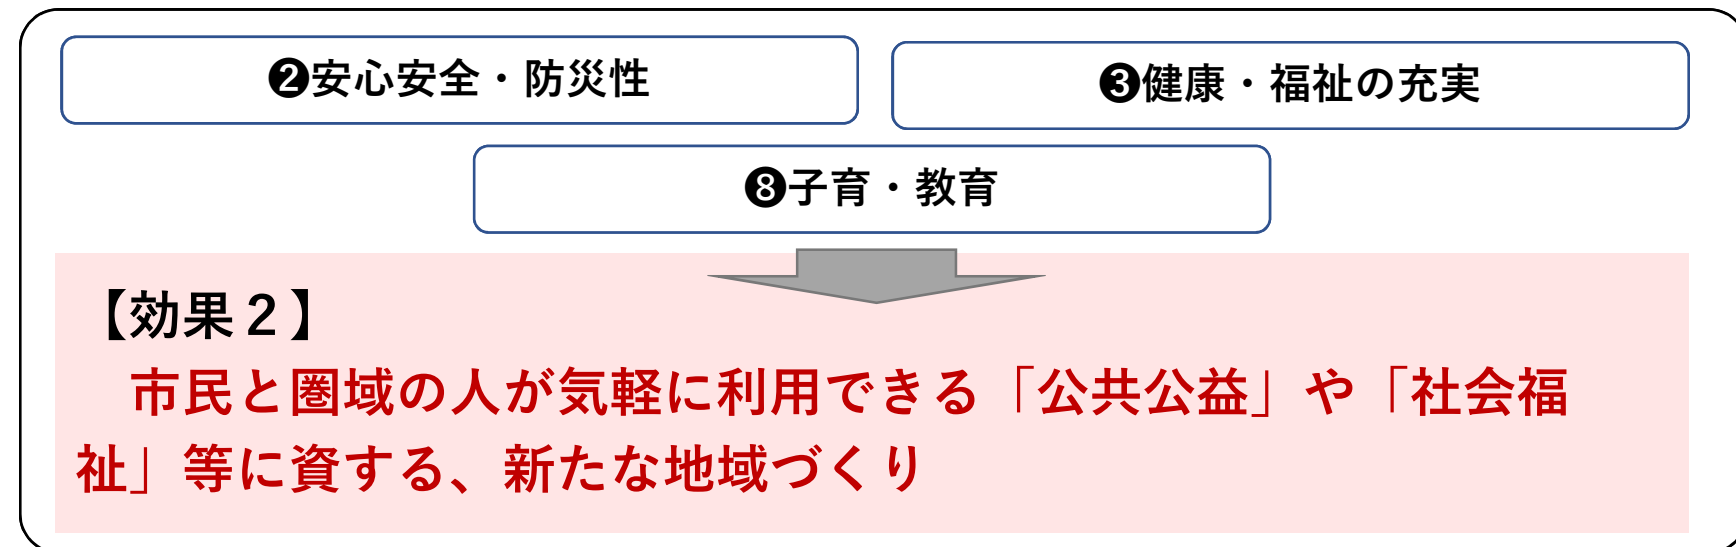 ❷安心安全・防災性
❸健康・福祉の充実
❽子育・教育
【効果２】
市民と圏域の人が気軽に利用できる「公共公益」や「社会福
祉」等に資する、新たな地域づくり